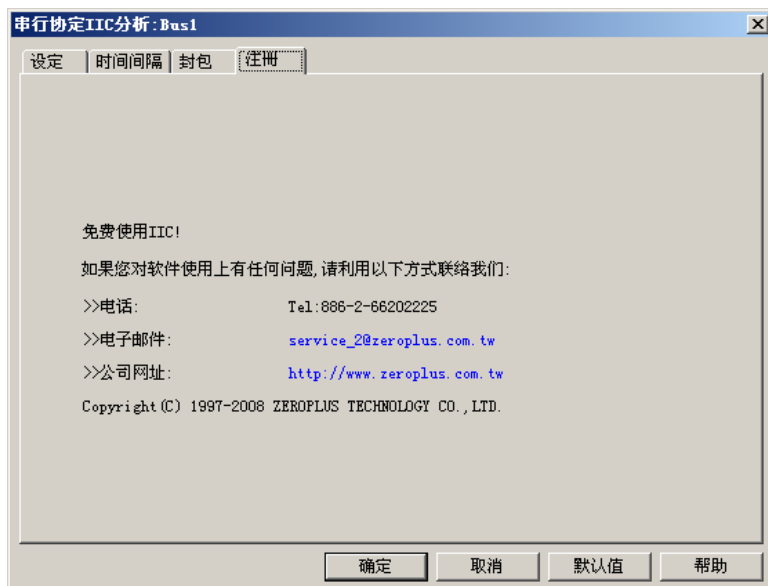 串行协定IIC分析:Bus1
设定 时间间隔 封包 注册
免费使用IIC!
如果您对软件使用上有任何问题,请利用以下方式联络我们:
>>电话: Tel:886-2-66202225
>>电子邮件: service_2@zeroplus.com.tw
>>公司网址: http://www.zeroplus.com.tw
Copyright(C) 1997-2008 ZEROPLUS TECHNOLOGY CO.,LTD.
确定 取消 默认值 帮助